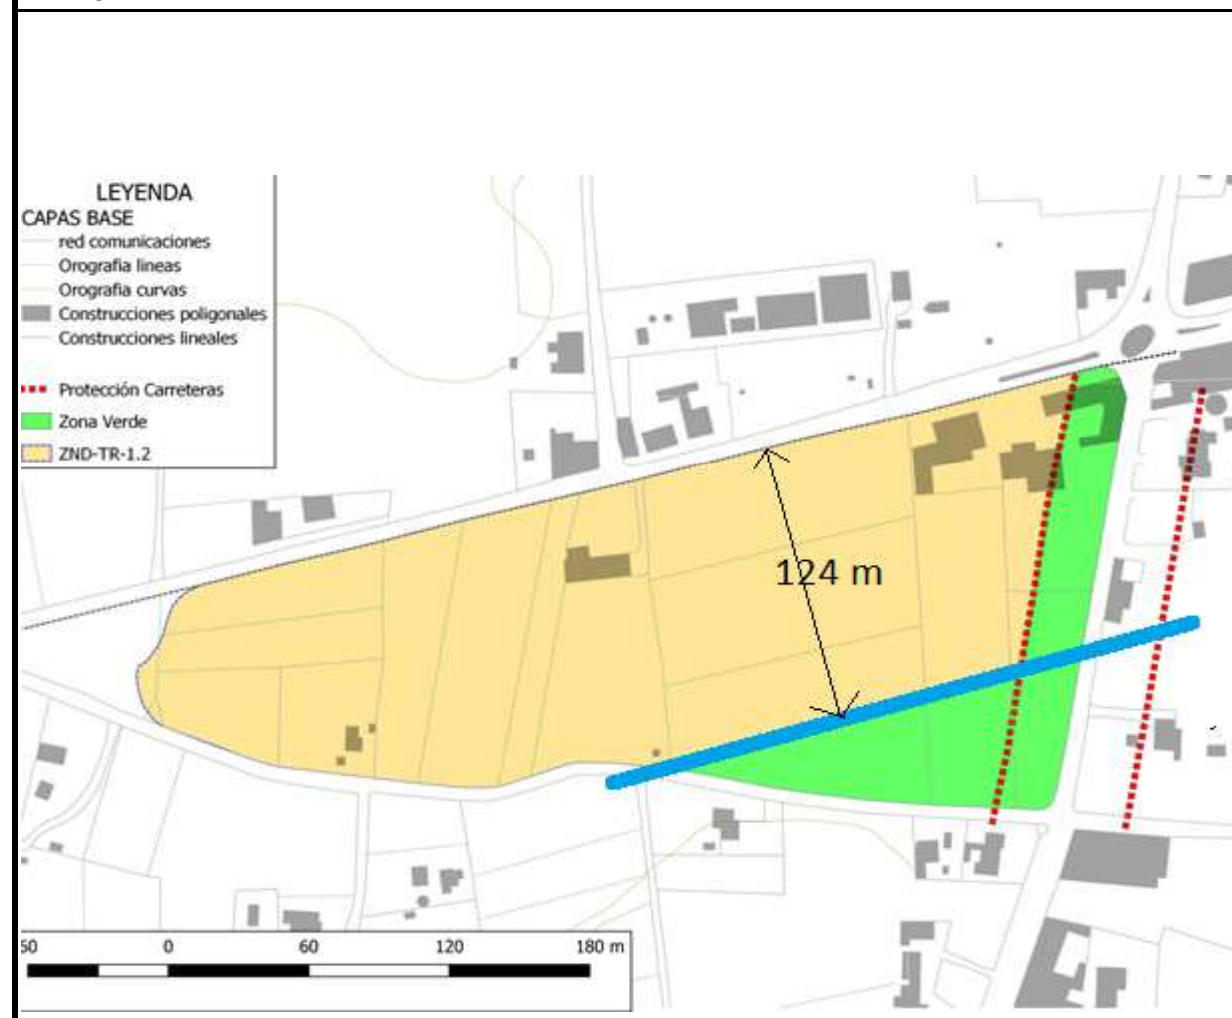 LEYENDA
CAPAS BASE
red comunicaciones
Orografia lineas
Orografia curvas
Construcciones poligonales
Construcciones lineales
Protección Carreteras
Zona Verde
ZND-TR-1.2
124 m
0 60 120 180 m